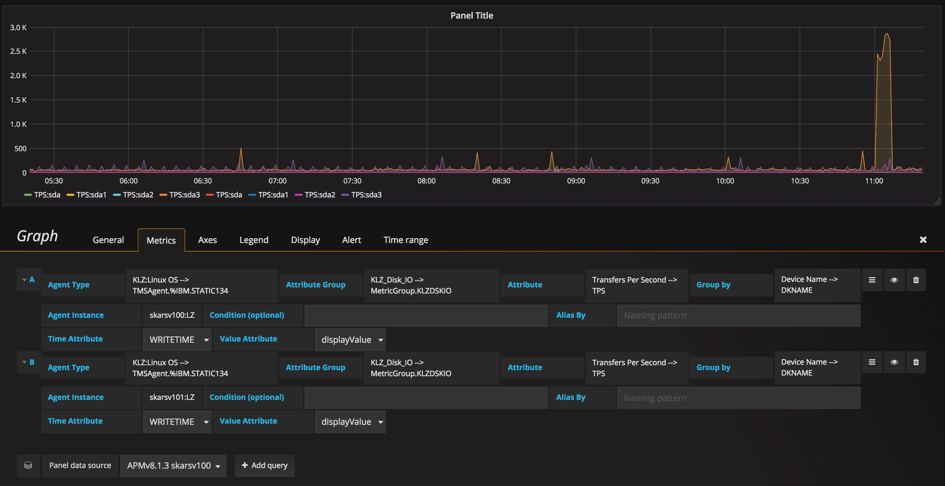 Panel Title
3.0 K
2.5 K
2.0 K
1.5 K
1.0 K
500
0
05:30 06:00 06:30 07:00 07:30 08:00 08:30 09:00 09:30 10:00 10:30 11:00
TPS:sda TPS:sda1 TPS:sda2 TPS:sda3 TPS:sda TPS:sda1 TPS:sda2 TPS:sda3
Graph General Metrics Axes Legend Display Alert Time range
A Agent Type KLZ:Linux OS --> Attribute Group KLZ_Disk_IO --> Attribute Transfers Per Second --> Group by Device Name -->
TMSAgent.%IBM.STATIC134 MetricGroup.KLZDSKIO TPS DKNAME
Agent Instance skarsv100:LZ Condition (optional) Alias By Naming pattern
Time Attribute WRITETIME Value Attribute displayValue
B Agent Type KLZ:Linux OS --> Attribute Group KLZ_Disk_IO --> Attribute Transfers Per Second --> Group by Device Name -->
TMSAgent.%IBM.STATIC134 MetricGroup.KLZDSKIO TPS DKNAME
Agent Instance skarsv101:LZ Condition (optional) Alias By Naming pattern
Time Attribute WRITETIME Value Attribute displayValue
Panel data source APMv8.1.3 skarsv100 + Add query